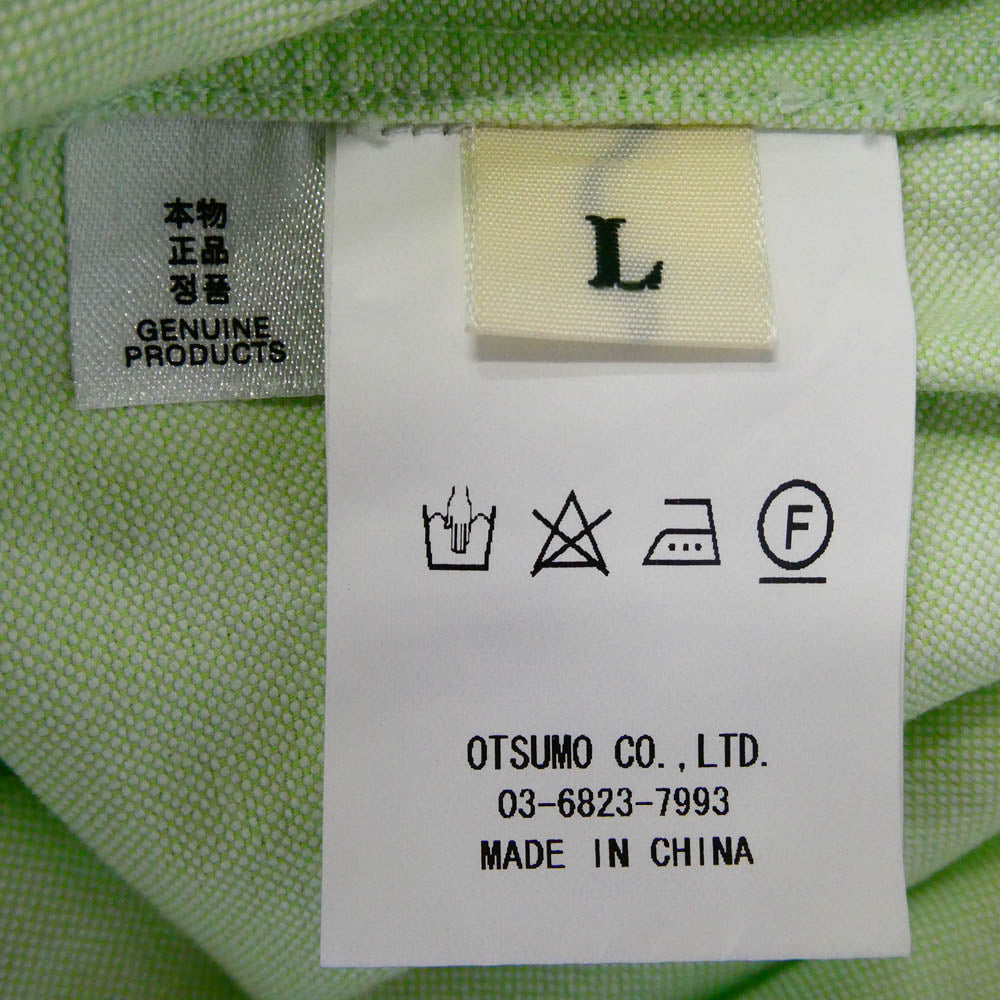 本物
正品
정품
GENUINE
PRODUCTS
L
F
OTSUMO CO.,LTD.
03-6823-7993
MADE IN CHINA